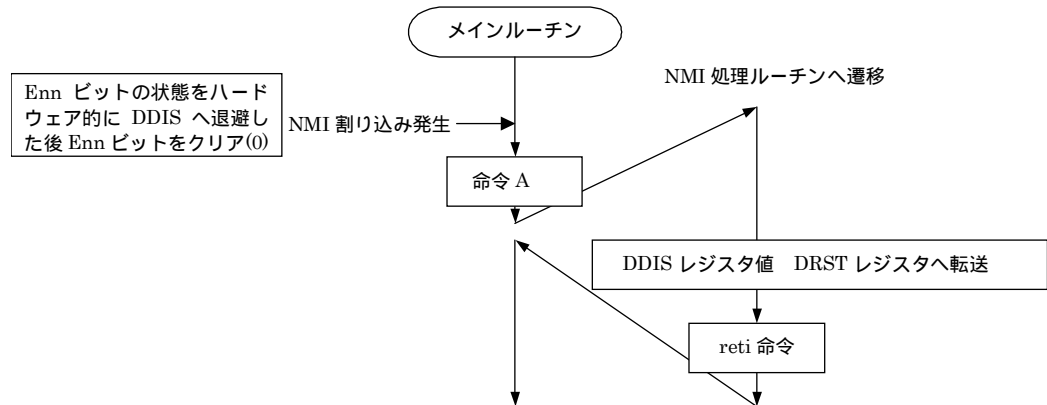 メインルーチン
Enn ビットの状態をハード
ウェア的に DDIS へ退避し
た後 Enn ビットをクリア(0)
NMI 割り込み発生
NMI 処理ルーチンへ遷移
命令 A
DDIS レジスタ値　DRST レジスタへ転送
reti 命令